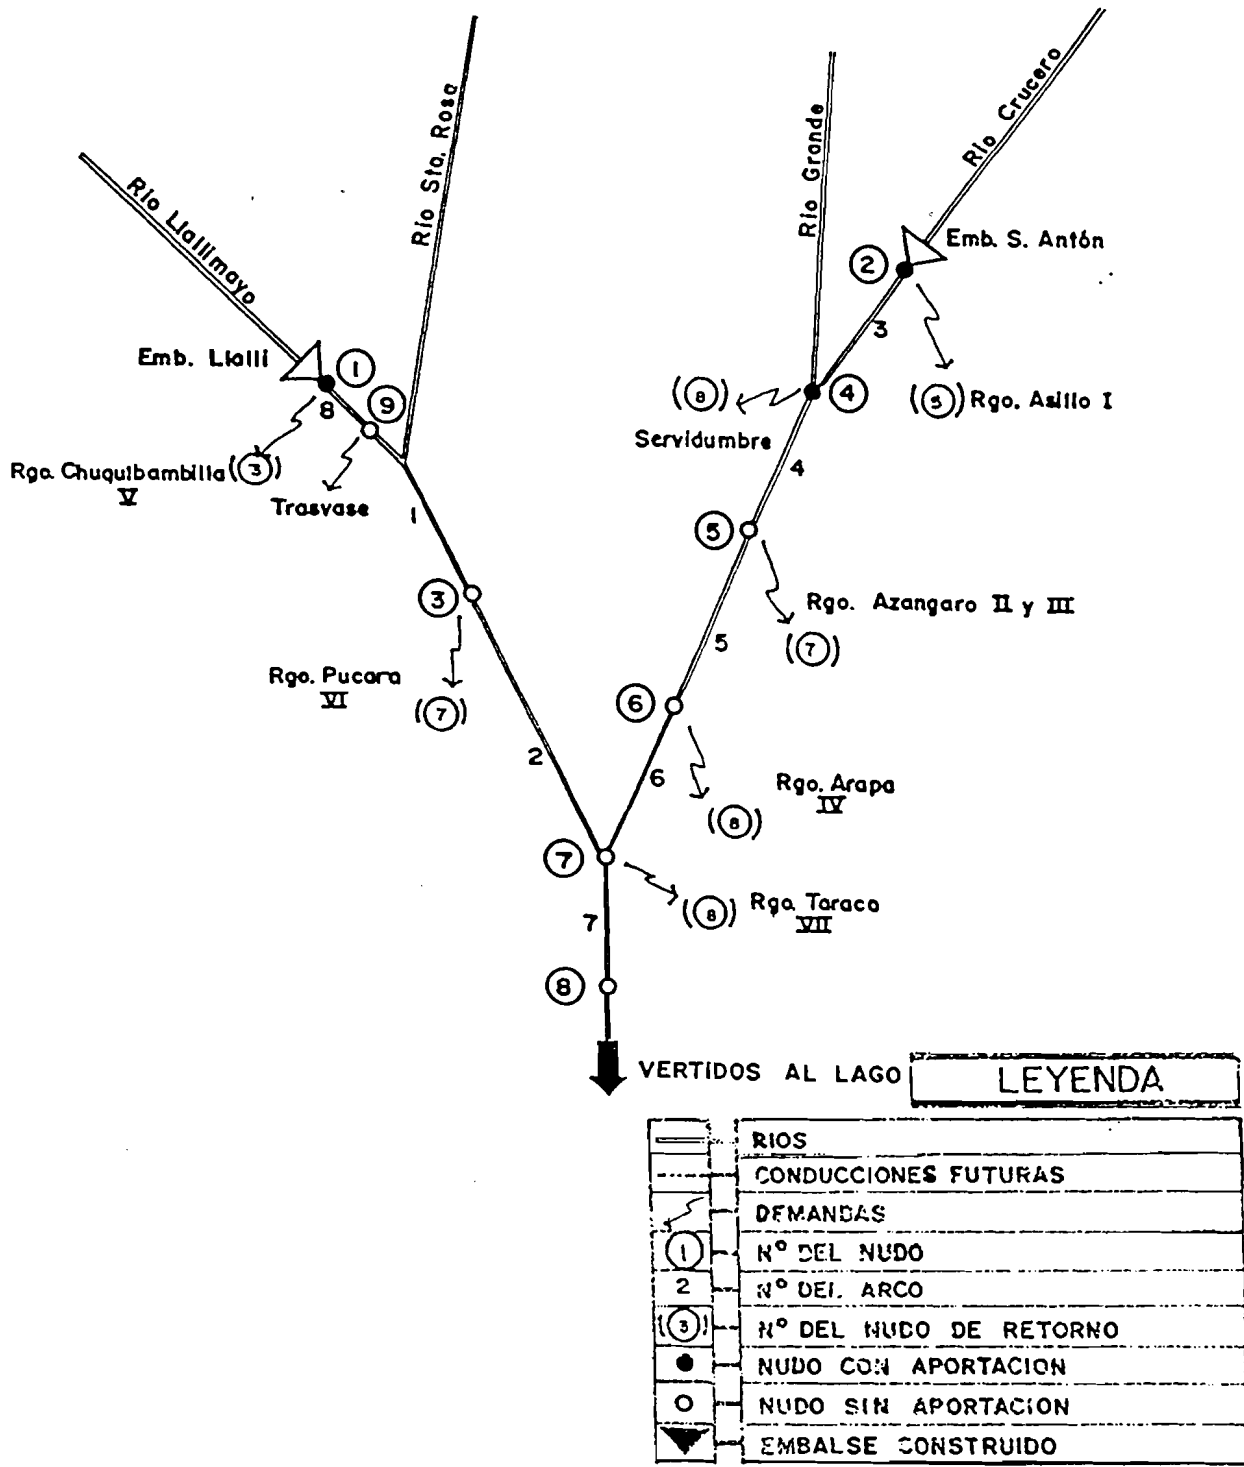 Río Sta. Rosa
Río Grande
Río Crucero
Río Llallimayo
Emb. S. Antón
2
3
Emb. Llalli
1
9
8
(8)
4
(5) Rgo. Asillo I
Servidumbre
4
Rgo. Chuquibambilla (3)
V
Trasvase
1
5
3
Rgo. Azangaro II y III
(7)
5
Rgo. Pucara
VI
(7)
6
2
6
Rgo. Arapa
IV
(8)
7
(8) Rgo. Taraco
VII
7
8
VERTIDOS AL LAGO
LEYENDA
RIOS
CONDUCCIONES FUTURAS
DEMANDAS
1 Nº DEL NUDO
2 Nº DEL ARCO
(3) Nº DEL NUDO DE RETORNO
NUDO CON APORTACION
NUDO SIN APORTACION
EMBALSE CONSTRUIDO